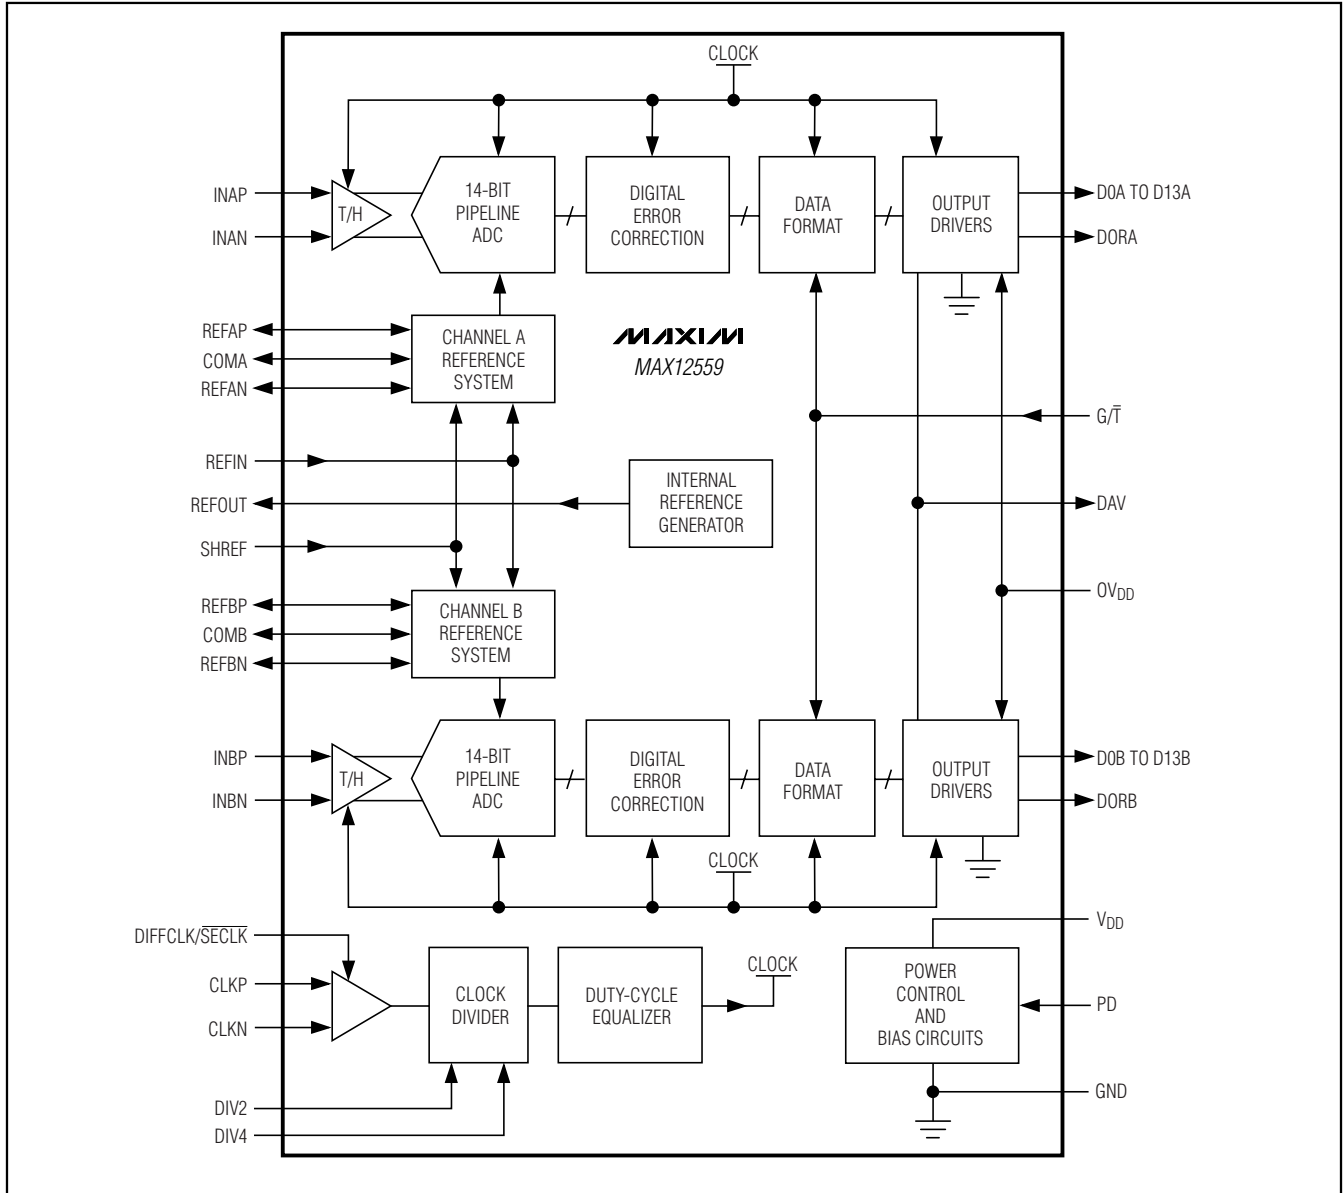 CLOCK
INAP
INAN
T/H
14-BIT
PIPELINE
ADC
DIGITAL
ERROR
CORRECTION
DATA
FORMAT
OUTPUT
DRIVERS
D0A TO D13A
DORA
REFAP
COMA
REFAN
CHANNEL A
REFERENCE
SYSTEM
MAXIM
MAX12559
G/T̅
REFIN
REFOUT
SHREF
INTERNAL
REFERENCE
GENERATOR
DAV
OVDD
REFBP
COMB
REFBN
CHANNEL B
REFERENCE
SYSTEM
INBP
INBN
T/H
14-BIT
PIPELINE
ADC
DIGITAL
ERROR
CORRECTION
DATA
FORMAT
OUTPUT
DRIVERS
D0B TO D13B
DORB
CLOCK
DIFFCLK/S̅E̅C̅L̅K̅
CLKP
CLKN
CLOCK
DIVIDER
DUTY-CYCLE
EQUALIZER
CLOCK
POWER
CONTROL
AND
BIAS CIRCUITS
VDD
PD
GND
DIV2
DIV4